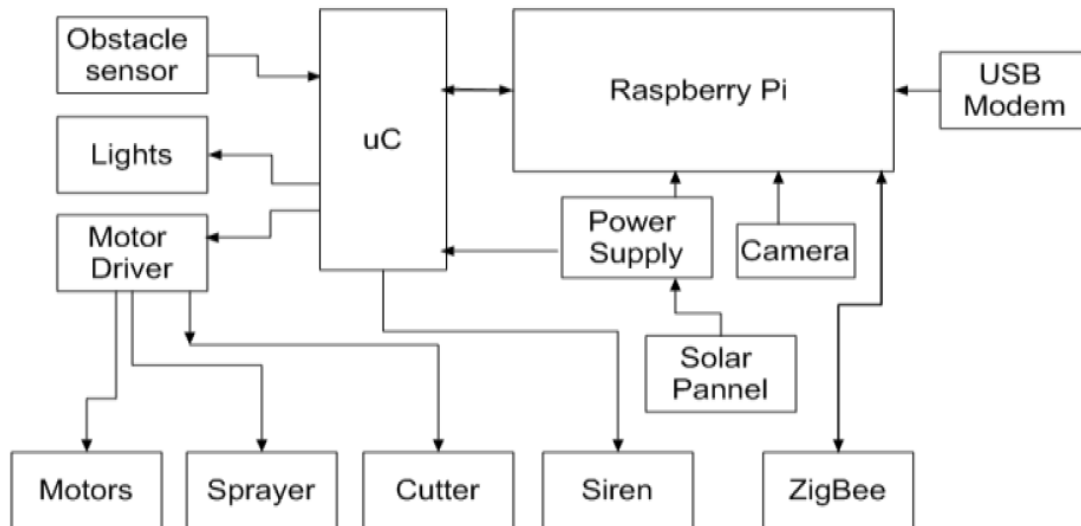 Obstacle
sensor
uC
Raspberry Pi
USB
Modem
Lights
Motor
Driver
Power
Supply
Camera
Solar
Pannel
Motors
Sprayer
Cutter
Siren
ZigBee